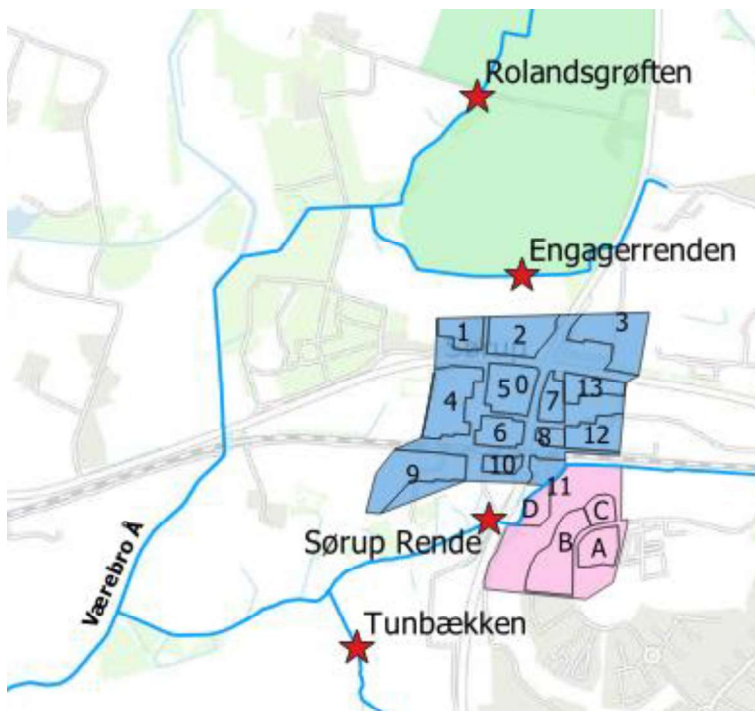 Rolandsgrøften
Engagerrenden
1
2
3
Sørup
4
5
0
7
13
6
8
12
9
10
11
D
C
B
A
Sørup Rende
Værebro Å
Tunbækken